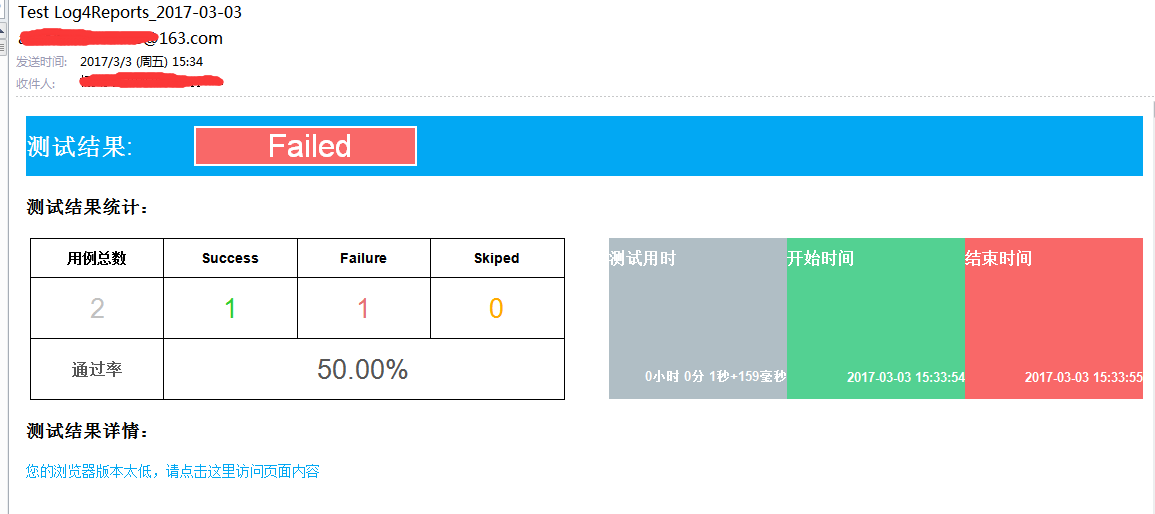 Test Log4Reports_2017-03-03
@163.com
发送时间: 2017/3/3 (周五) 15:34
收件人:
测试结果: Failed
测试结果统计：
用例总数 Success Failure Skiped
2 1 1 0
通过率 50.00%
测试用时 开始时间 结束时间
0小时 0分 1秒+159毫秒 2017-03-03 15:33:54 2017-03-03 15:33:55
测试结果详情：
您的浏览器版本太低，请点击这里访问页面内容